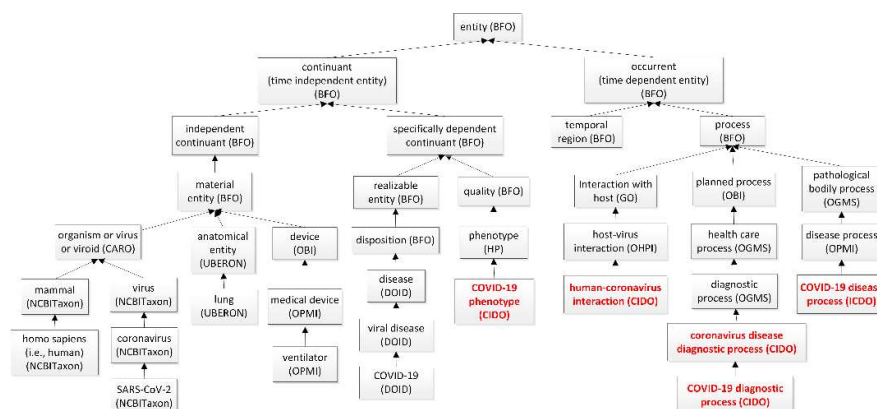 entity (BFO)
continuant
(time independent entity)
(BFO)
occurrent
(time dependent entity)
(BFO)
independent
continuant (BFO)
specifically dependent
continuant (BFO)
temporal
region (BFO)
process
(BFO)
material
entity (BFO)
realizable
entity (BFO)
quality (BFO)
Interaction with
host (GO)
planned process
(OBI)
pathological
bodily process
(OGMS)
organism or virus
or viroid (CARO)
anatomical
entity
(UBERON)
device
(OBI)
disposition (BFO)
phenotype
(HP)
host-virus
interaction (OHPI)
health care
process (OGMS)
disease process
(OPMI)
mammal
(NCBITaxon)
virus
(NCBITaxon)
lung
(UBERON)
medical device
(OPMI)
disease
(DOID)
COVID-19
phenotype
(CIDO)
human-coronavirus
interaction (CIDO)
diagnostic
process (OGMS)
COVID-19 disease
process (ICDO)
homo sapiens
(i.e., human)
(NCBITaxon)
coronavirus
(NCBITaxon)
ventilator
(OPMI)
viral disease
(DOID)
coronavirus disease
diagnostic process (CIDO)
SARS-CoV-2
(NCBITaxon)
COVID-19
(DOID)
COVID-19 diagnostic
process (CIDO)